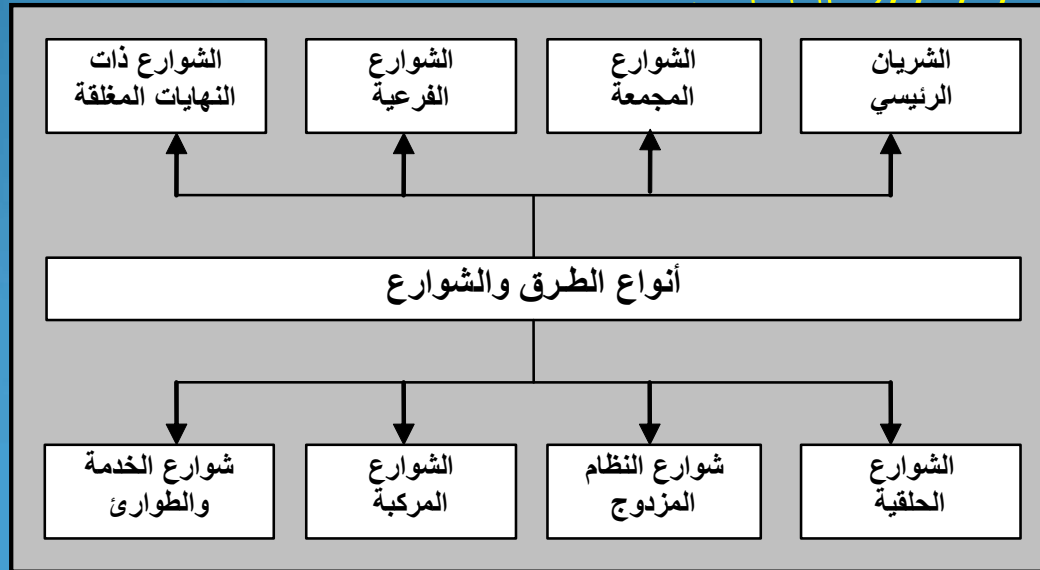 الشريان
الرئيسي
الشوارع
المجمعة
الشوارع
الفرعية
الشوارع ذات
النهايات المغلقة
أنواع الطرق والشوارع
الشوارع
الحلقية
شوارع النظام
المزدوج
الشوارع
المركبة
شوارع الخدمة
والطوارئ